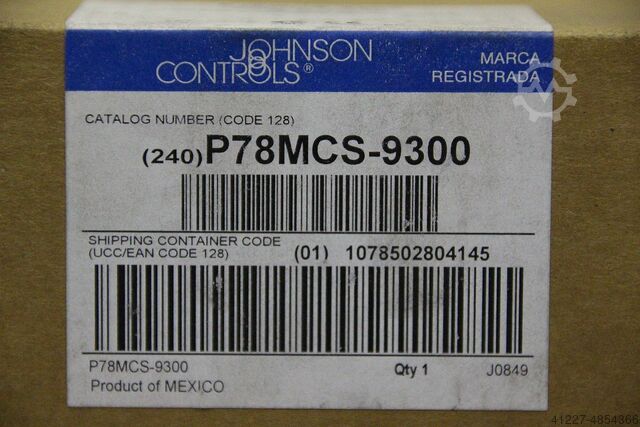 JOHNSON
CONTROLS®
MARCA
REGISTRADA
CATALOG NUMBER (CODE 128)
(240)P78MCS-9300
SHIPPING CONTAINER CODE
(UCC/EAN CODE 128)
(01) 1078502804145
P78MCS-9300
Qty 1
J0849
Product of MEXICO
41227-4854366